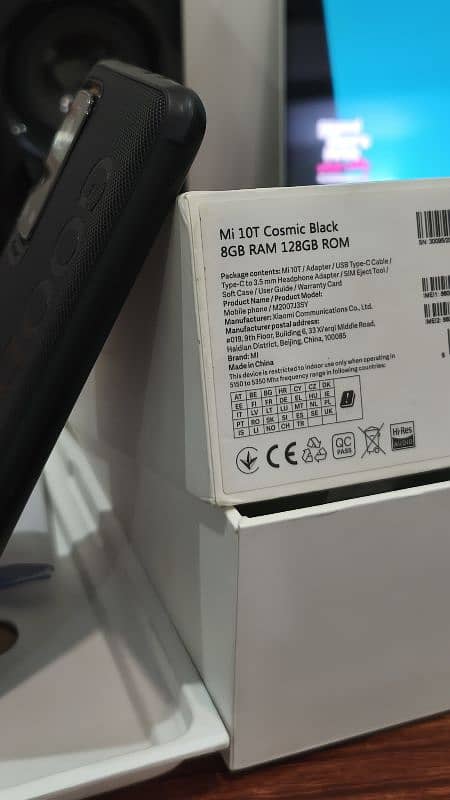 Mi 10T Cosmic Black
8GB RAM 128GB ROM
Package contents: Mi 10T / Adapter / USB Type-C Cable /
Type-C to 3.5 mm Headphone Adapter / SIM Eject Tool /
Soft Case / User Guide / Warranty Card
Product Name / Product Model:
Mobile phone / M2007J3SY
Manufacturer: Xiaomi Communications Co., Ltd.
Manufacturer postal address:
#019, 9th Floor, Building 6, 33 Xi'erqi Middle Road,
Haidian District, Beijing, China, 100085
Brand: MI
Made in China
This device is restricted to indoor use only when operating in
5150 to 5350 Mhz frequency range in following countries:
AT BE BG HR CY CZ DK
EE FI FR DE EL HU IE
IT LV LT LU MT NL PL
PT RO SK SI ES SE UK
IS LI NO CH TR
CE
QC
PASS
Hi-Res
AUDIO
SN:
IMEI1:
IMEI2: